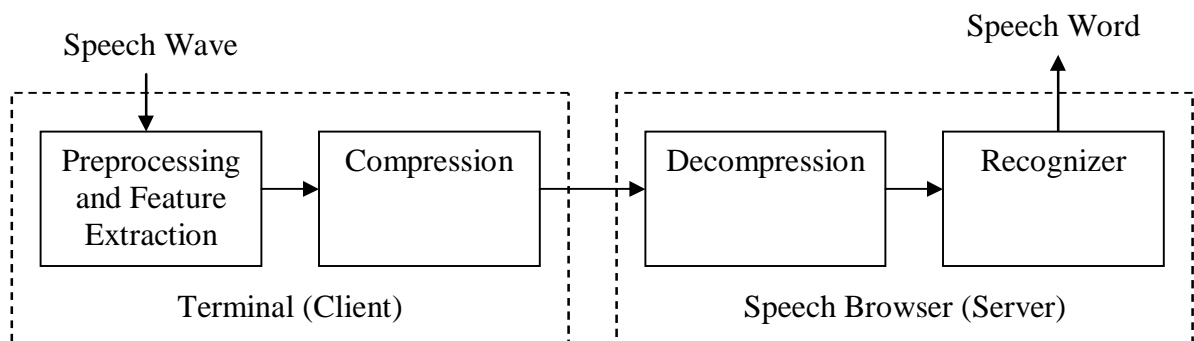 Speech Wave
Speech Word
Preprocessing
and Feature
Extraction
Compression
Decompression
Recognizer
Terminal (Client)
Speech Browser (Server)